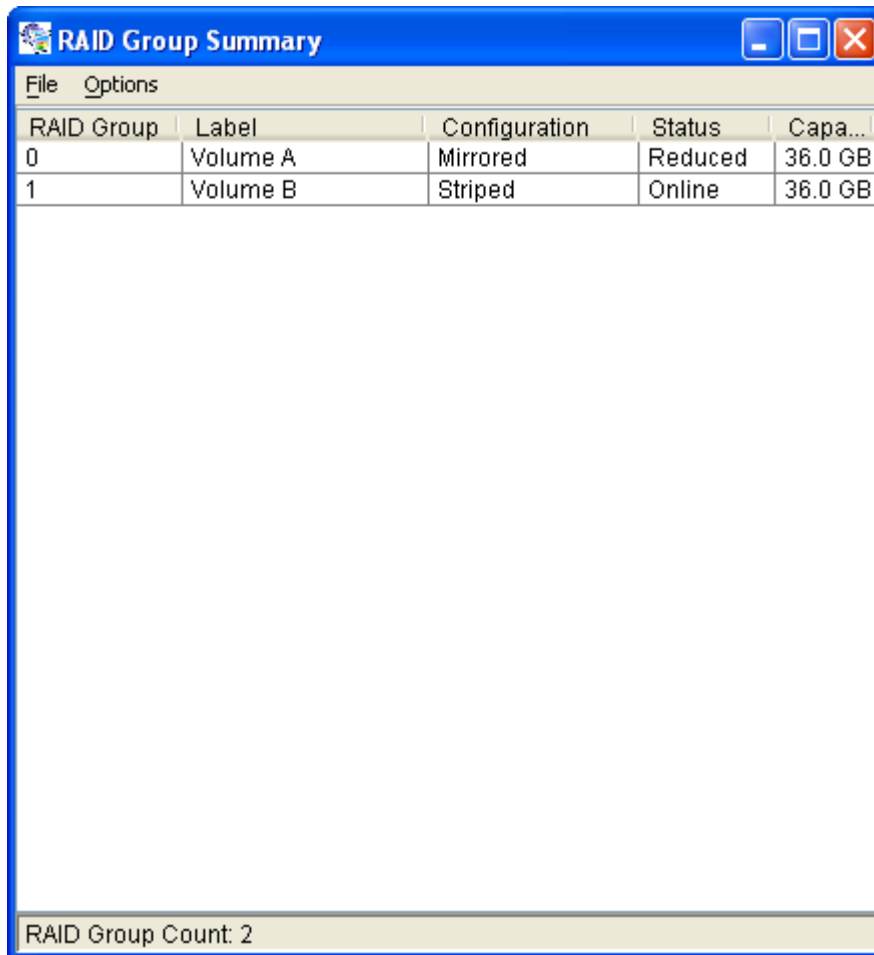 RAID Group Summary
File Options
RAID Group Label Configuration Status Capa...
0 Volume A Mirrored Reduced 36.0 GB
1 Volume B Striped Online 36.0 GB
RAID Group Count: 2